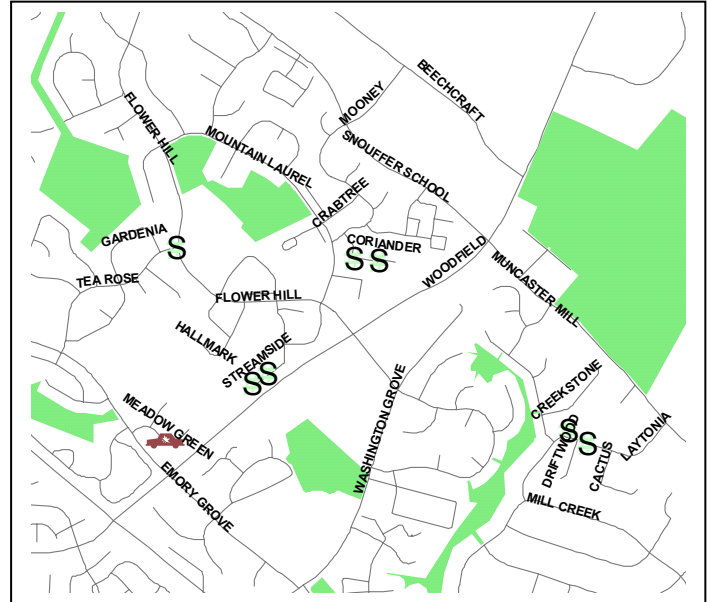 BEECHCRAFT
MOONEY
FLOWER HILL
MOUNTAIN LAUREL
SNOUFFER SCHOOL
CRABTREE
GARDENIA
S
CORIANDER
S S
WOODFIELD
MUNCASTER MILL
TEA ROSE
FLOWER HILL
HALLMARK
STREAMSIDE
S S
WASHINGTON GROVE
CREEKSTONE
MEADOW GREEN
DRIFTWOOD
S S
CACTUS
LAYTONIA
EMORY GROVE
MILL CREEK